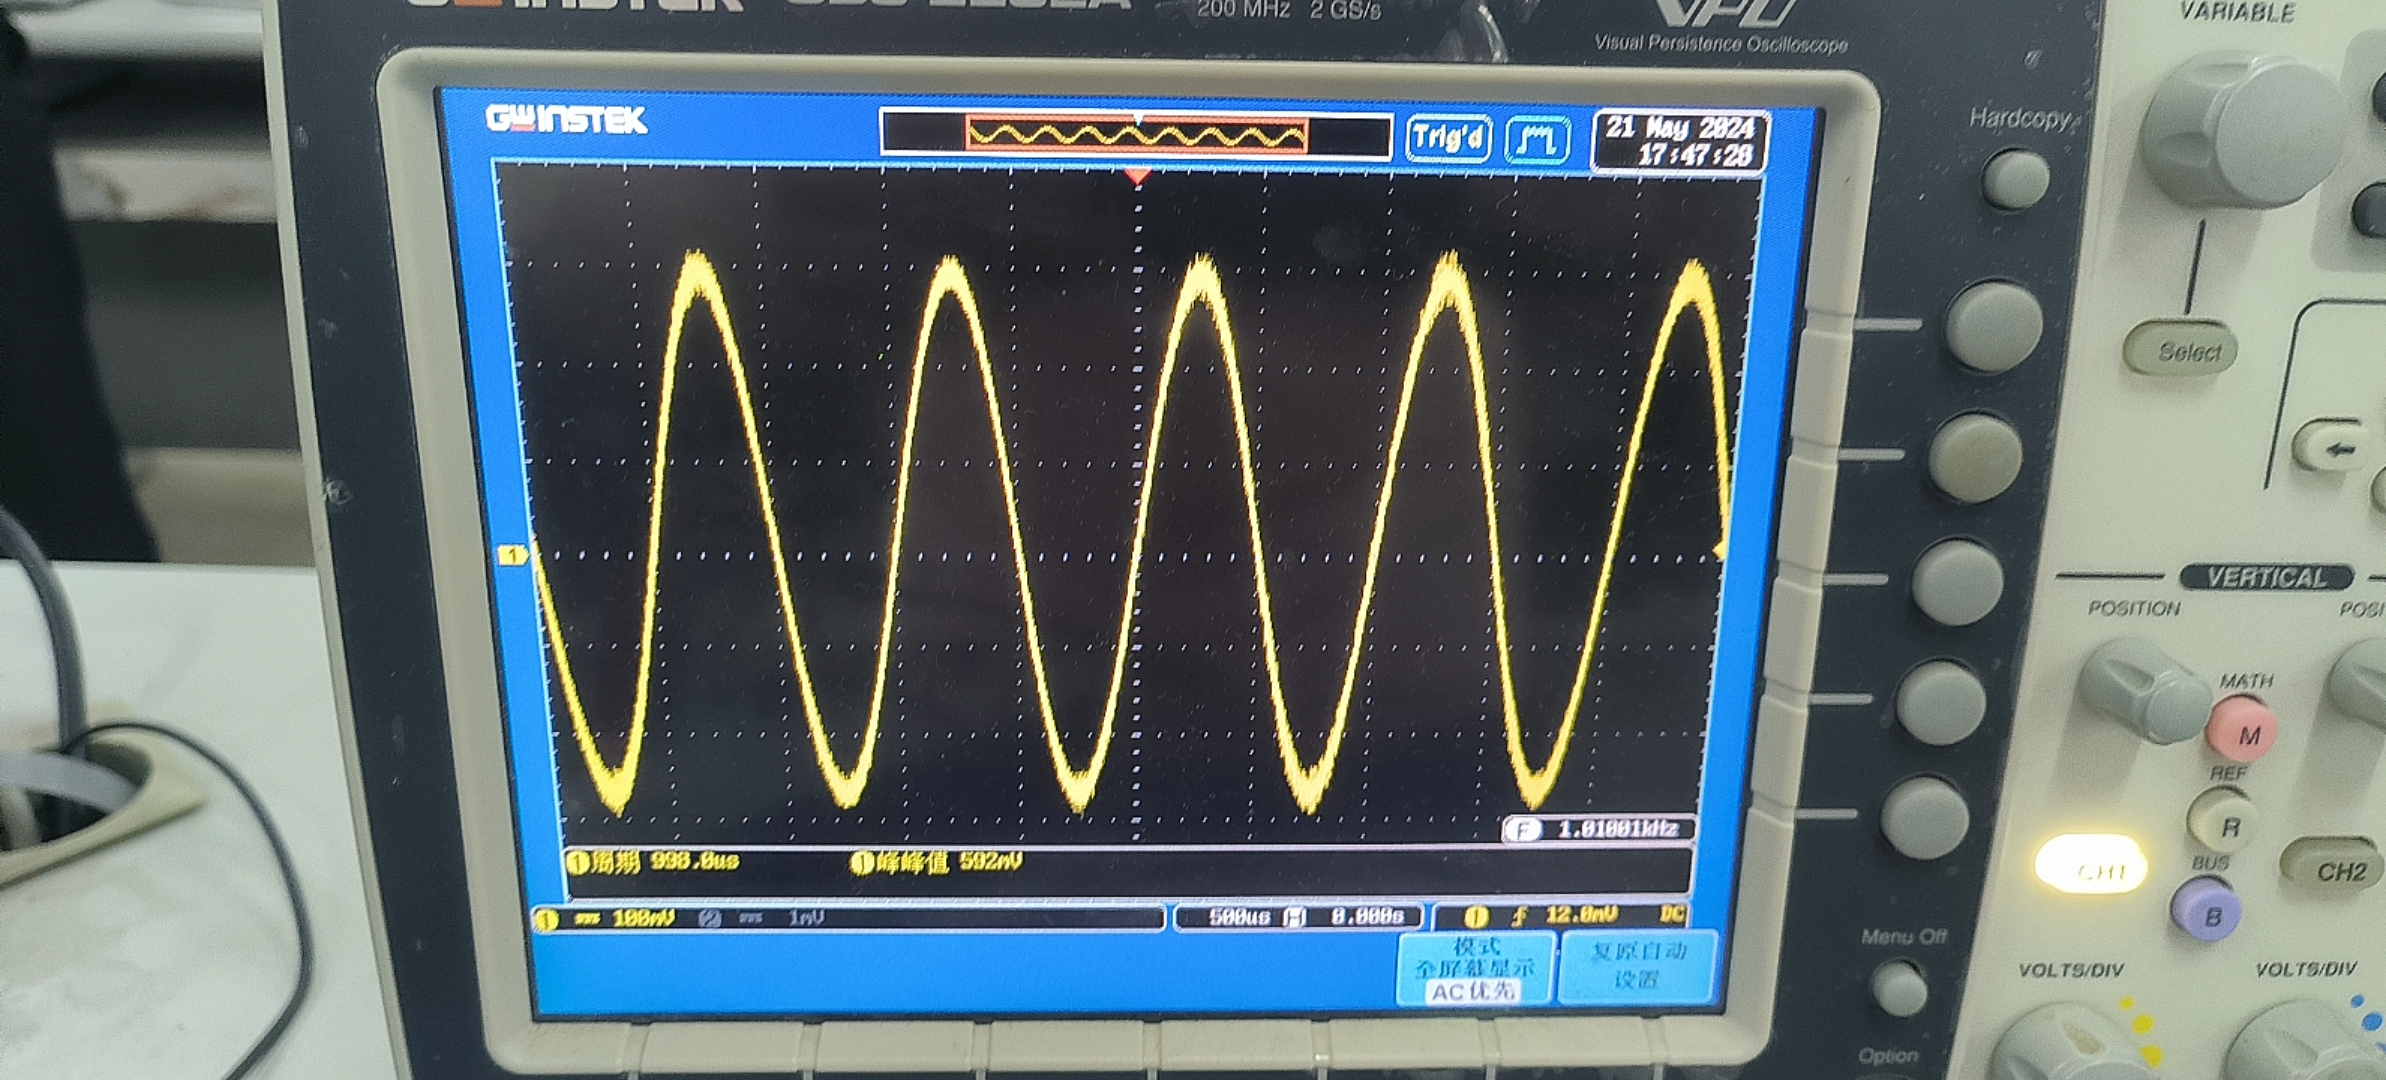 200 MHz 2 GS/s
Visual Persistence Oscilloscope
VARIABLE
Hardcopy
GWINSTEK
Trig'd
21 May 2024
17:47:28
Select
1
VERTICAL
POSITION
MATH
M
REF
R
BUS
B
CH1
CH2
F 1.01001kHz
1 周期 998.0us
1 峰峰值 592mV
1 100mV 2 1mV
500us H 0.000s
1 12.0mV DC
模式
全屏幕显示
AC优先
复原自动
设置
Menu Off
Option
VOLTS/DIV
VOLTS/DIV